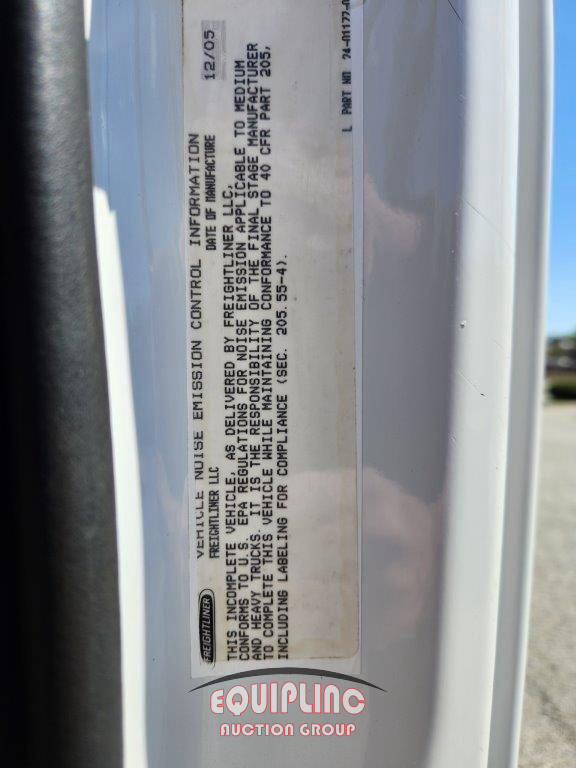 VEHICLE NOISE EMISSION CONTROL INFORMATION
FREIGHTLINER LLC DATE OF MANUFACTURE 12/05
FREIGHTLINER
THIS INCOMPLETE VEHICLE, AS DELIVERED BY FREIGHTLINER LLC,
CONFORMS TO U.S. EPA REGULATIONS FOR NOISE EMISSION APPLICABLE TO MEDIUM
AND HEAVY TRUCKS. IT IS THE RESPONSIBILITY OF THE FINAL STAGE MANUFACTURER
TO COMPLETE THIS VEHICLE WHILE MAINTAINING CONFORMANCE TO 40 CFR PART 205,
INCLUDING LABELING FOR COMPLIANCE (SEC. 205.55-4).
L PART NO. 24-01177-0
EQUIPLINC
AUCTION GROUP